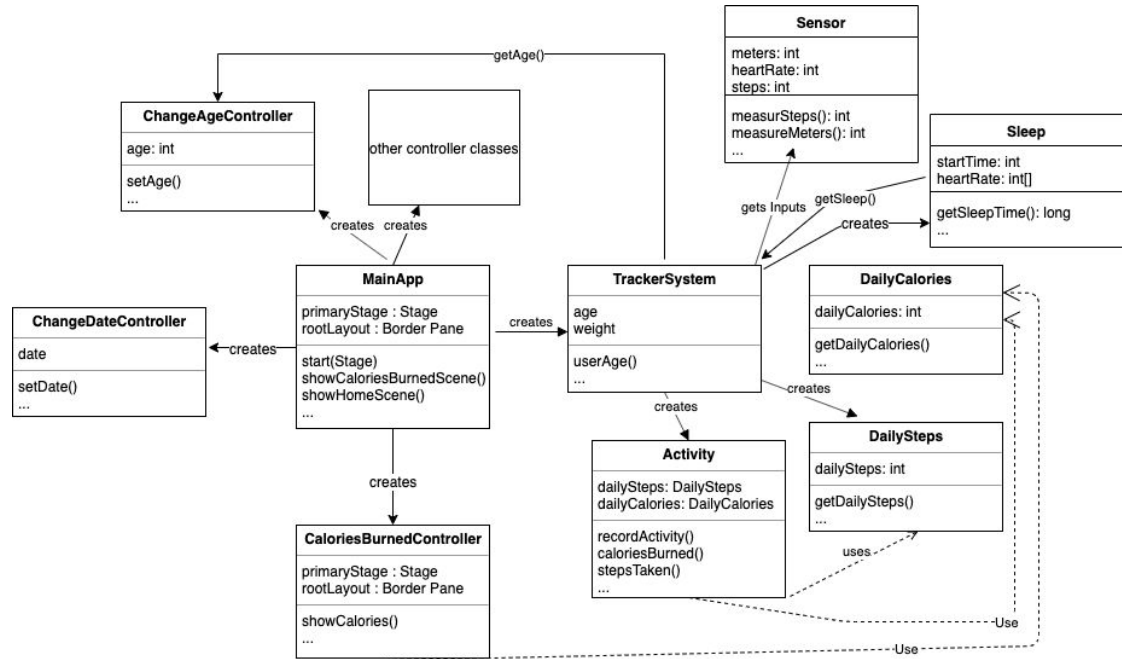 Sensor
meters: int
heartRate: int
steps: int
measurSteps(): int
measureMeters(): int
...
getAge()
ChangeAgeController
age: int
setAge()
...
other controller classes
Sleep
startTime: int
heartRate: int[]
getSleepTime(): long
...
gets Inputs
getSleep()
creates
creates
creates
MainApp
primaryStage : Stage
rootLayout : Border Pane
start(Stage)
showCaloriesBurnedScene()
showHomeScene()
...
TrackerSystem
age
weight
userAge()
...
DailyCalories
dailyCalories: int
getDailyCalories()
...
ChangeDateController
date
setDate()
...
creates
creates
creates
creates
Activity
dailySteps: DailySteps
dailyCalories: DailyCalories
recordActivity()
caloriesBurned()
stepsTaken()
...
DailySteps
dailySteps: int
getDailySteps()
...
creates
CaloriesBurnedController
primaryStage : Stage
rootLayout : Border Pane
showCalories()
...
uses
Use
Use